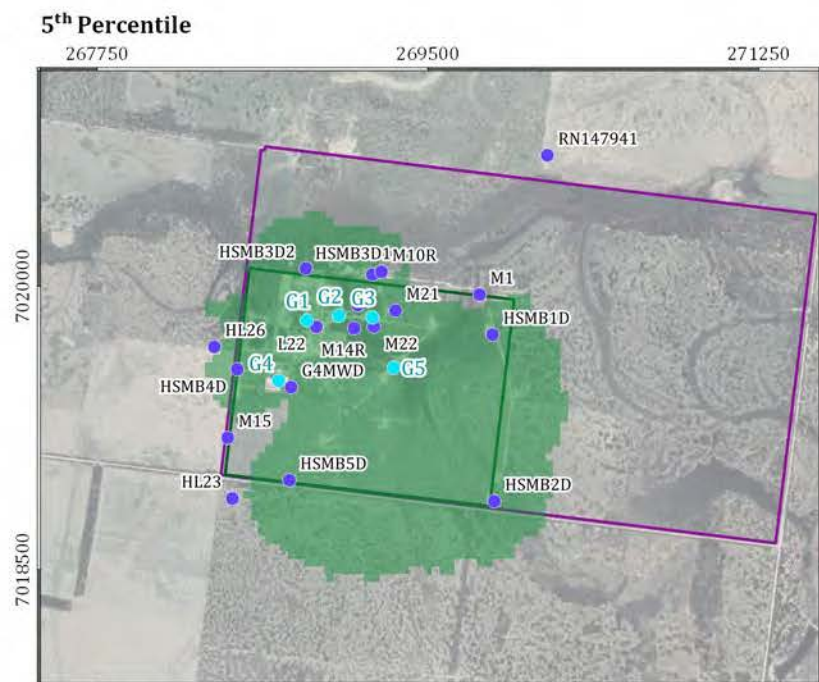 5th Percentile
267750
269500
271250
RN147941
HSMB3D2
HSMB3D1
M10R
7020000
M1
G1
G2
G3
M21
HSMB1D
HL26
L22
M14R
M22
G4
G4MWD
G5
HSMB4D
M15
HL23
HSMB5D
HSMB2D
7018500